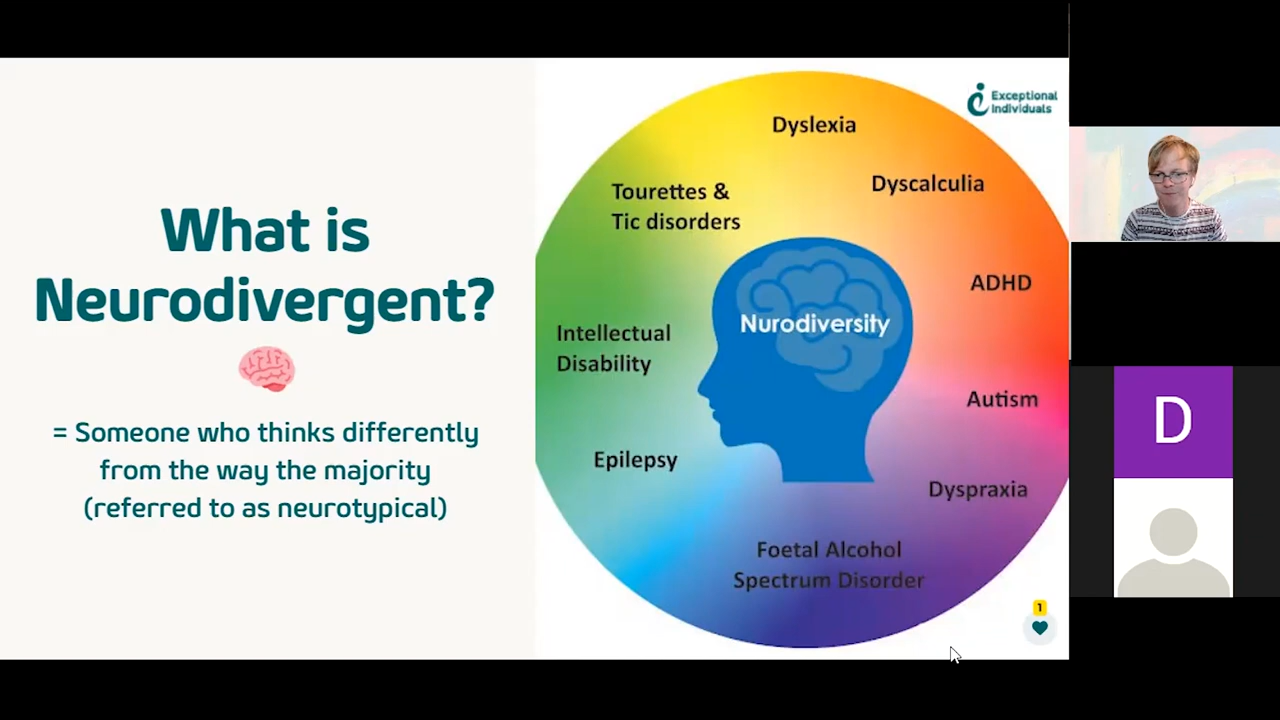 What is
Neurodivergent?
= Someone who thinks differently
from the way the majority
(referred to as neurotypical)
Exceptional
Individuals
Dyslexia
Dyscalculia
Tourettes &
Tic disorders
ADHD
Nurodiversity
Intellectual
Disability
Autism
Epilepsy
Dyspraxia
Foetal Alcohol
Spectrum Disorder
1
D